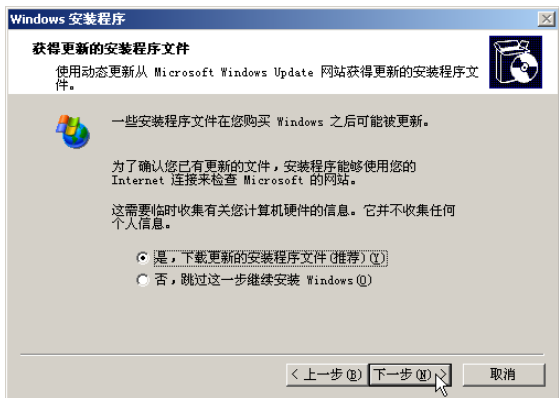 Windows 安装程序
获得更新的安装程序文件
使用动态更新从 Microsoft Windows Update 网站获得更新的安装程序文
件。
一些安装程序文件在您购买 Windows 之后可能被更新。
为了确认您已有更新的文件，安装程序能够使用您的
Internet 连接来检查 Microsoft 的网站。
这需要临时收集有关您计算机硬件的信息。它并不收集任何
个人信息。
是，下载更新的安装程序文件(推荐)(Y)
否，跳过这一步继续安装 Windows(O)
< 上一步(B) 下一步(N) > 取消